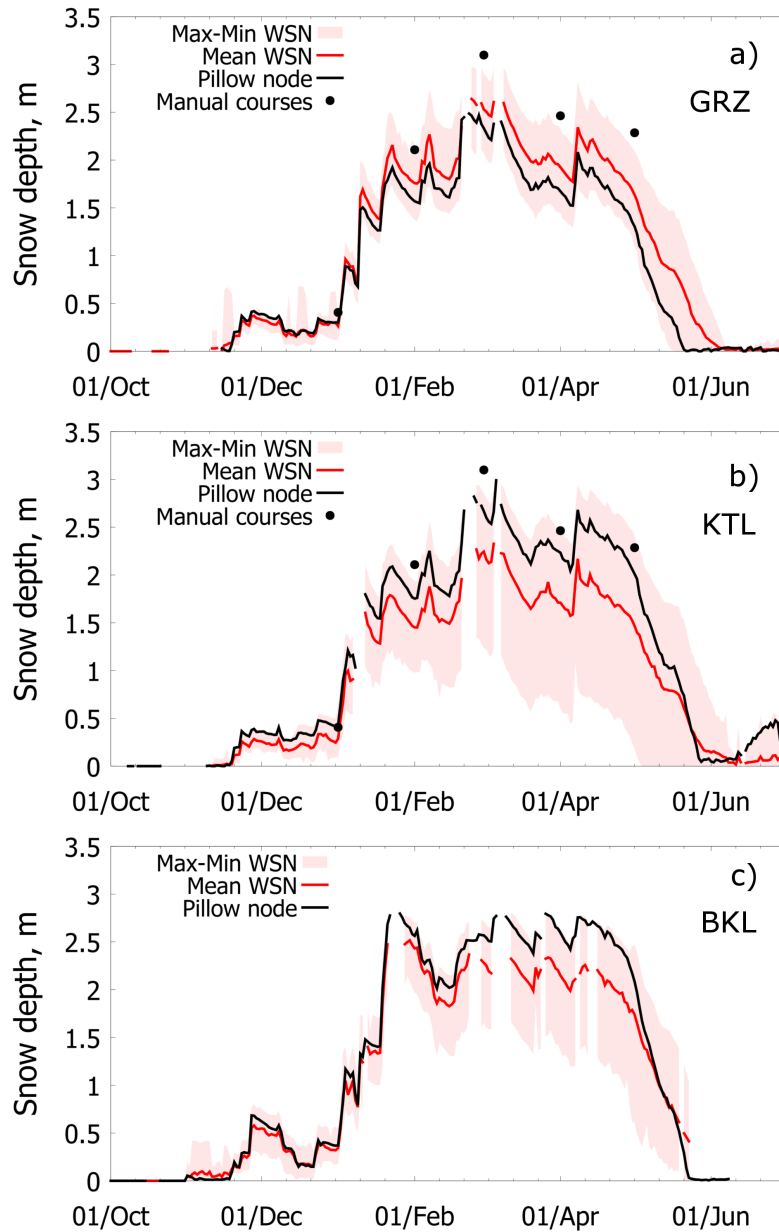 3.5
Max-Min WSN
a)
3
Mean WSN
Pillow node
GRZ
2.5
Manual courses
2
Snow depth, m
1.5
1
0.5
0
01/Oct 01/Dec 01/Feb 01/Apr 01/Jun
3.5
Max-Min WSN
b)
3
Mean WSN
Pillow node
KTL
2.5
Manual courses
2
Snow depth, m
1.5
1
0.5
0
01/Oct 01/Dec 01/Feb 01/Apr 01/Jun
3.5
Max-Min WSN
c)
3
Mean WSN
Pillow node
BKL
2.5
2
Snow depth, m
1.5
1
0.5
0
01/Oct 01/Dec 01/Feb 01/Apr 01/Jun